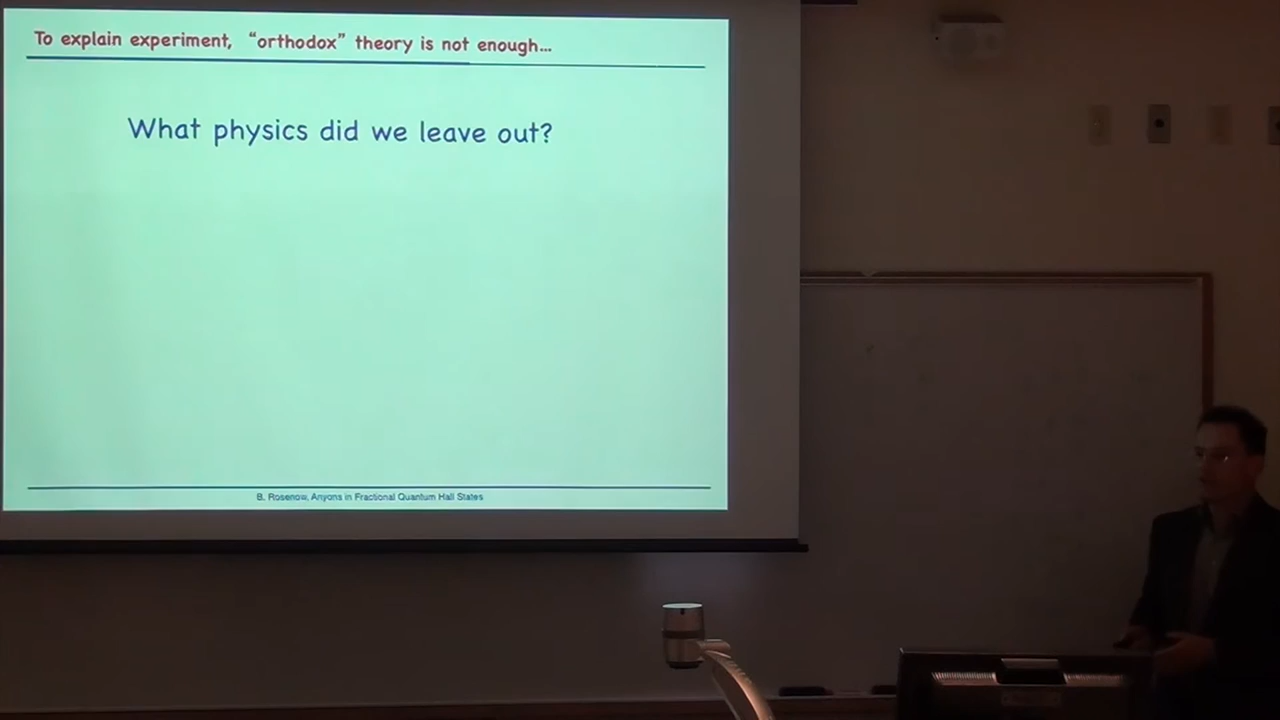 To explain experiment, “orthodox” theory is not enough...
What physics did we leave out?
B. Rosenow, Anyons in Fractional Quantum Hall States